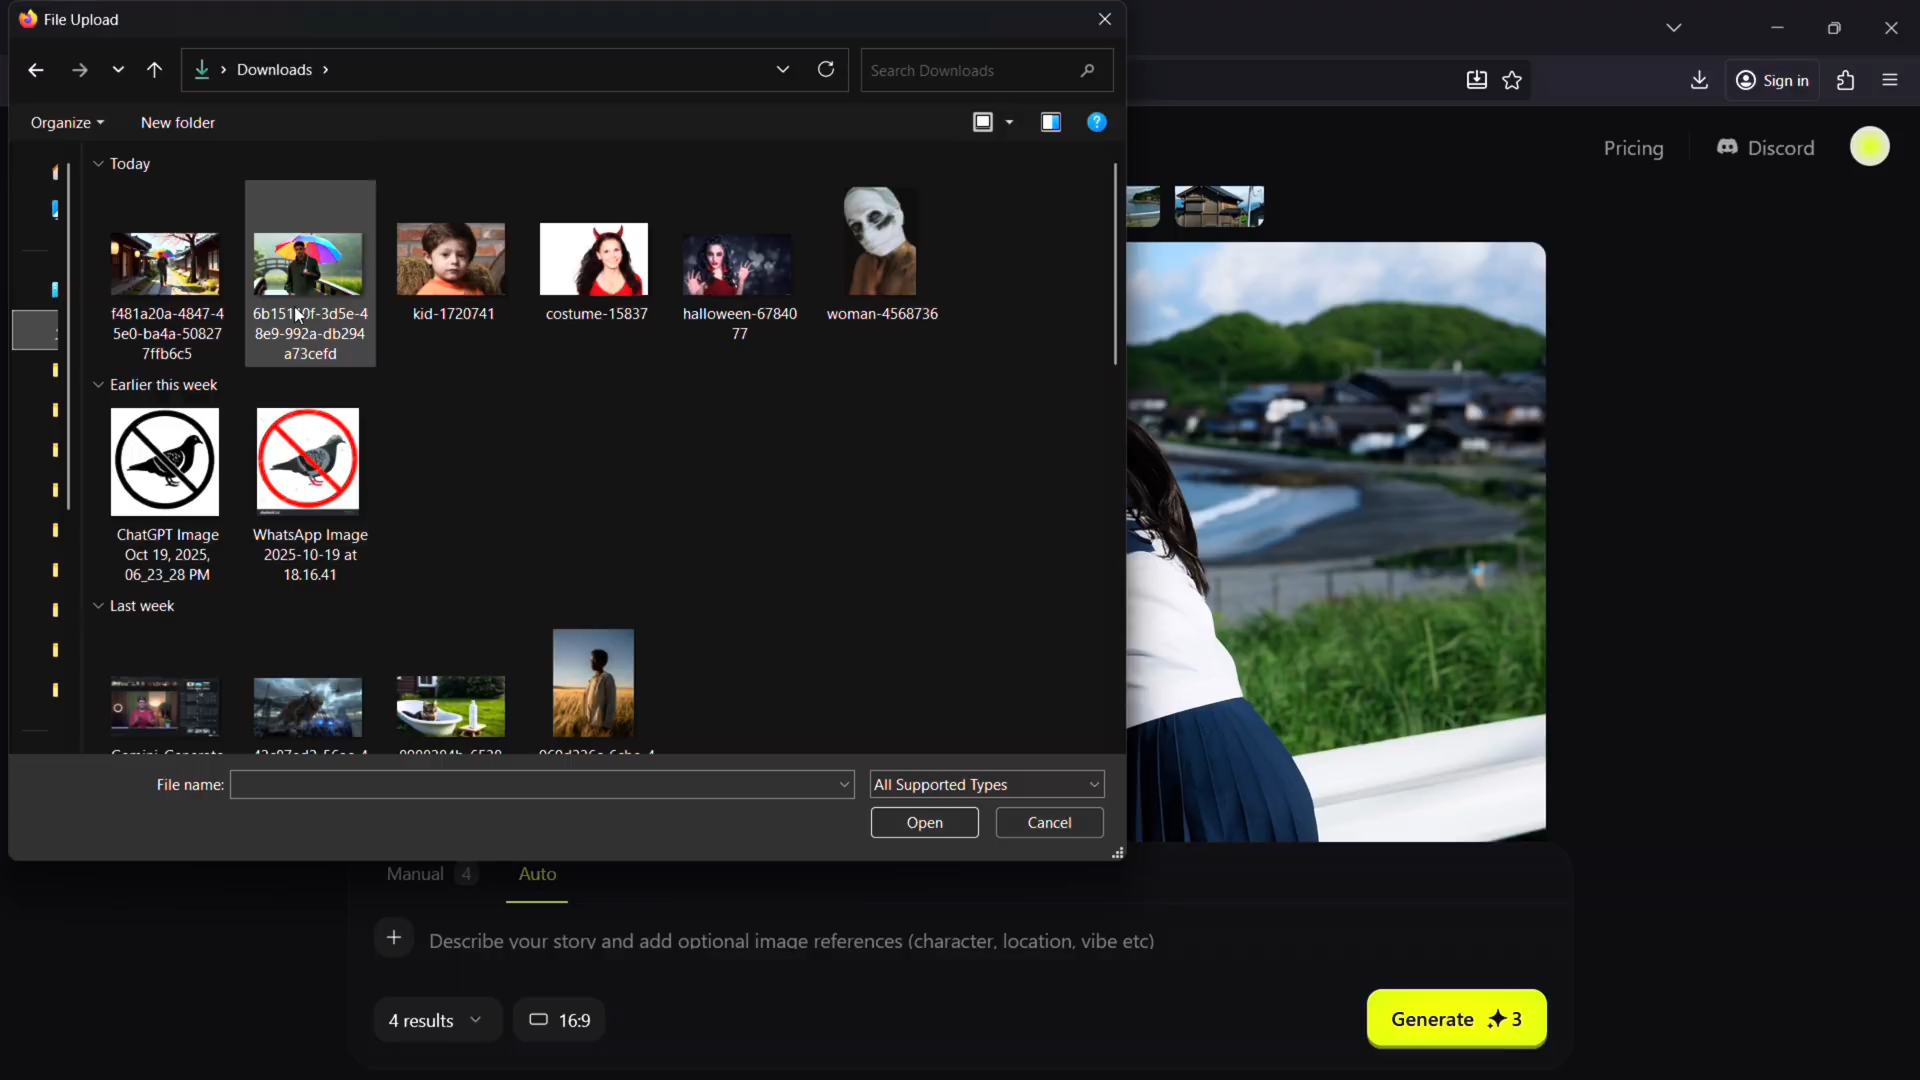 File Upload
Downloads
Search Downloads
Sign in
Organize
New folder
Pricing
Discord
Today
f481a20a-4847-4
5e0-ba4a-50827
7ffb6c5
8e9-992a-db294
a73cefd
kid-1720741
costume-15837
halloween-67840
77
woman-4568736
Earlier this week
ChatGPT Image
Oct 19, 2025,
06_23_28 PM
WhatsApp Image
2025-10-19 at
18.16.41
Last week
File name:
All Supported Types
Open
Cancel
Manual 4
Auto
Describe your story and add optional image references (character, location, vibe etc)
4 results
16:9
Generate 3